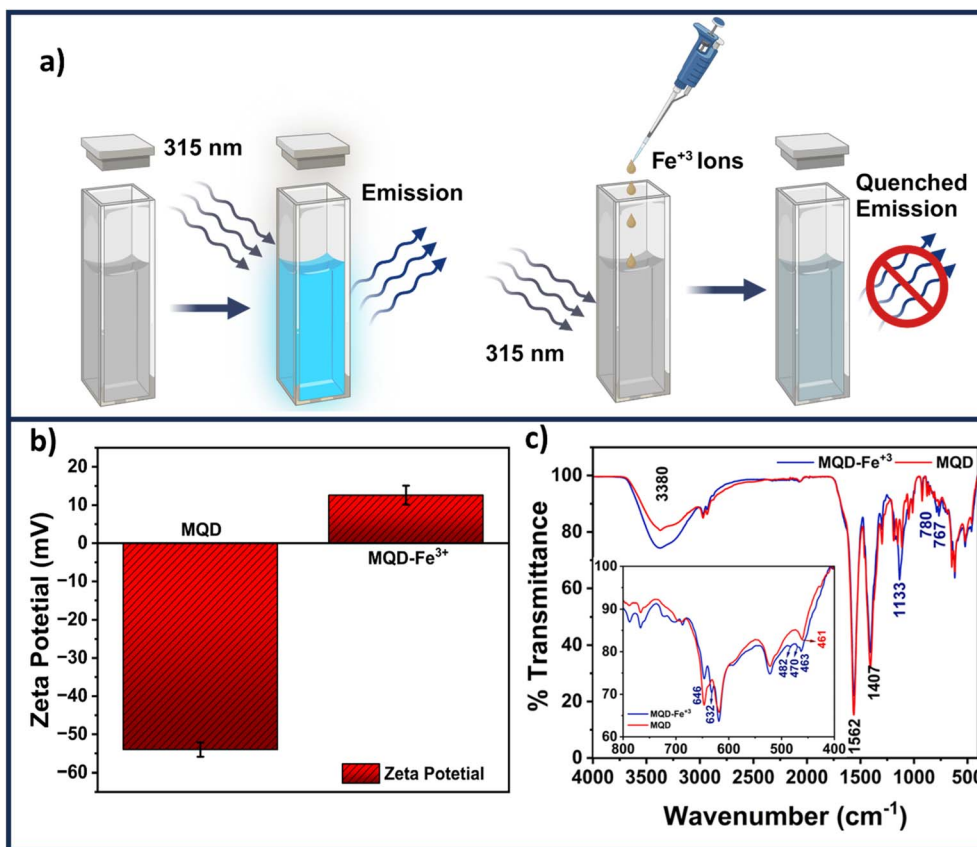 a)
315 nm
Emission
315 nm
Fe⁺³ Ions
Quenched
Emission
b)
Zeta Potetial (mV)
20
10
0
−10
−20
−30
−40
−50
−60
MQD
MQD-Fe³⁺
Zeta Potetial
c)
% Transmittance
100
80
60
40
20
0
MQD-Fe⁺³
MQD
3380
780
767
1133
1407
1562
100
90
80
70
60
646
632
482
470
463
461
MQD-Fe⁺³
MQD
800 700 600 500 400
4000 3500 3000 2500 2000 1500 1000 500
Wavenumber (cm⁻¹)